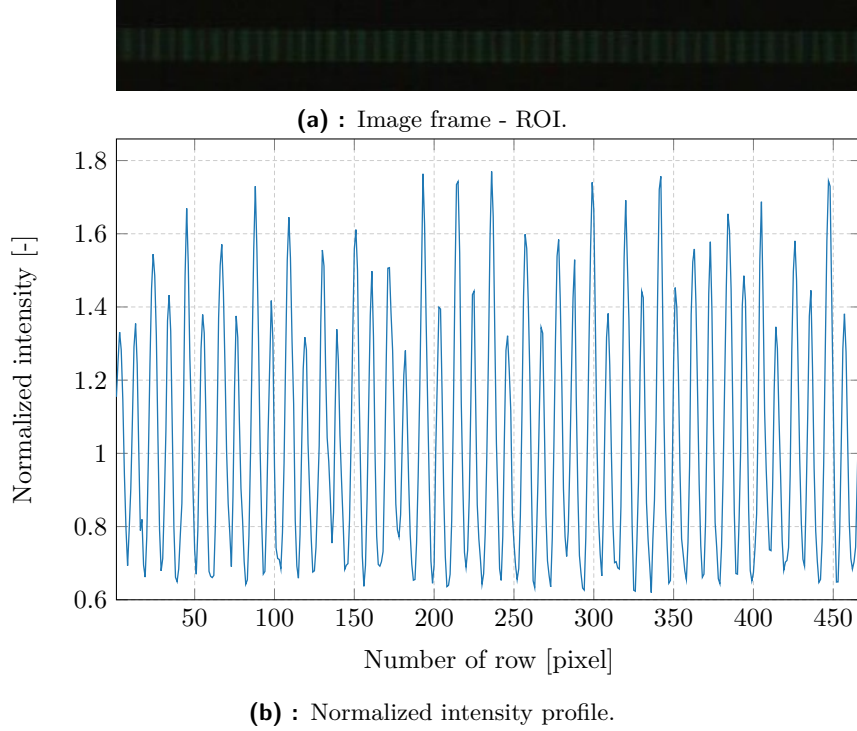 (a) : Image frame - ROI.
1.8
1.6
1.4
1.2
1
0.8
0.6
Normalized intensity [-]
50 100 150 200 250 300 350 400 450
Number of row [pixel]
(b) : Normalized intensity profile.